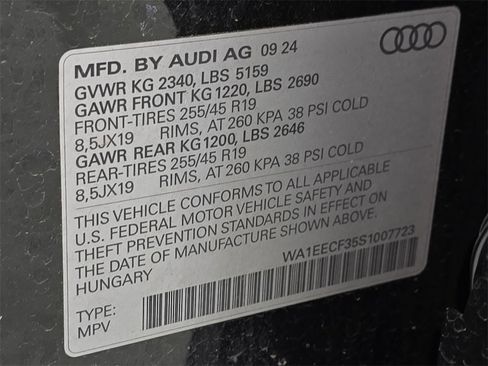 MFD. BY AUDI AG 09 24
GVWR KG 2340, LBS 5159
GAWR FRONT KG 1220, LBS 2690
FRONT-TIRES 255/45 R19
8,5JX19 RIMS, AT 260 KPA 38 PSI COLD
GAWR REAR KG 1200, LBS 2646
REAR-TIRES 255/45 R19
8,5JX19 RIMS, AT 260 KPA 38 PSI COLD
THIS VEHICLE CONFORMS TO ALL APPLICABLE
U.S. FEDERAL MOTOR VEHICLE SAFETY AND
THEFT PREVENTION STANDARDS IN EFFECT ON
THE DATE OF MANUFACTURE SHOWN ABOVE.
HUNGARY
WA1EECF35S1007723
TYPE:
MPV